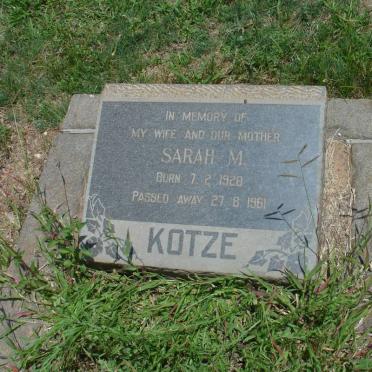 IN MEMORY OF
MY WIFE AND OUR MOTHER
SARAH M.
BORN 7. 2. 1928
PASSED AWAY 27. 8. 1961
KOTZE